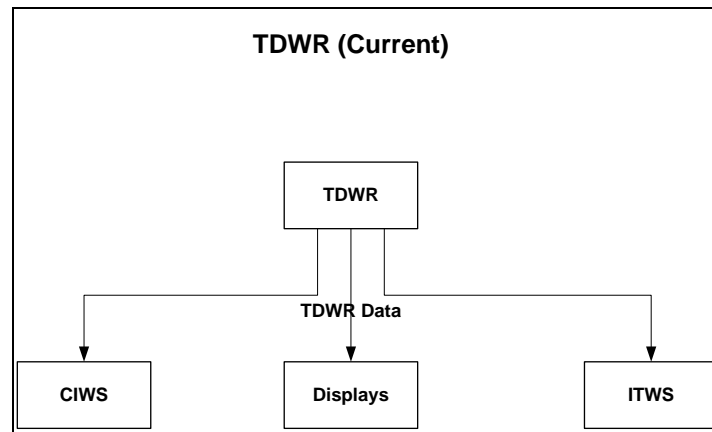 TDWR (Current)
TDWR
TDWR Data
CIWS
Displays
ITWS